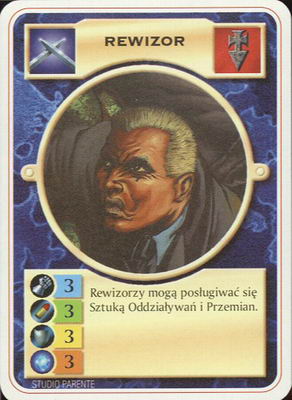 REWIZOR
3
3
3
3
Rewizorzy mogą posługiwać się
Sztuką Oddziaływań i Przemian.
STUDIO PARENTE